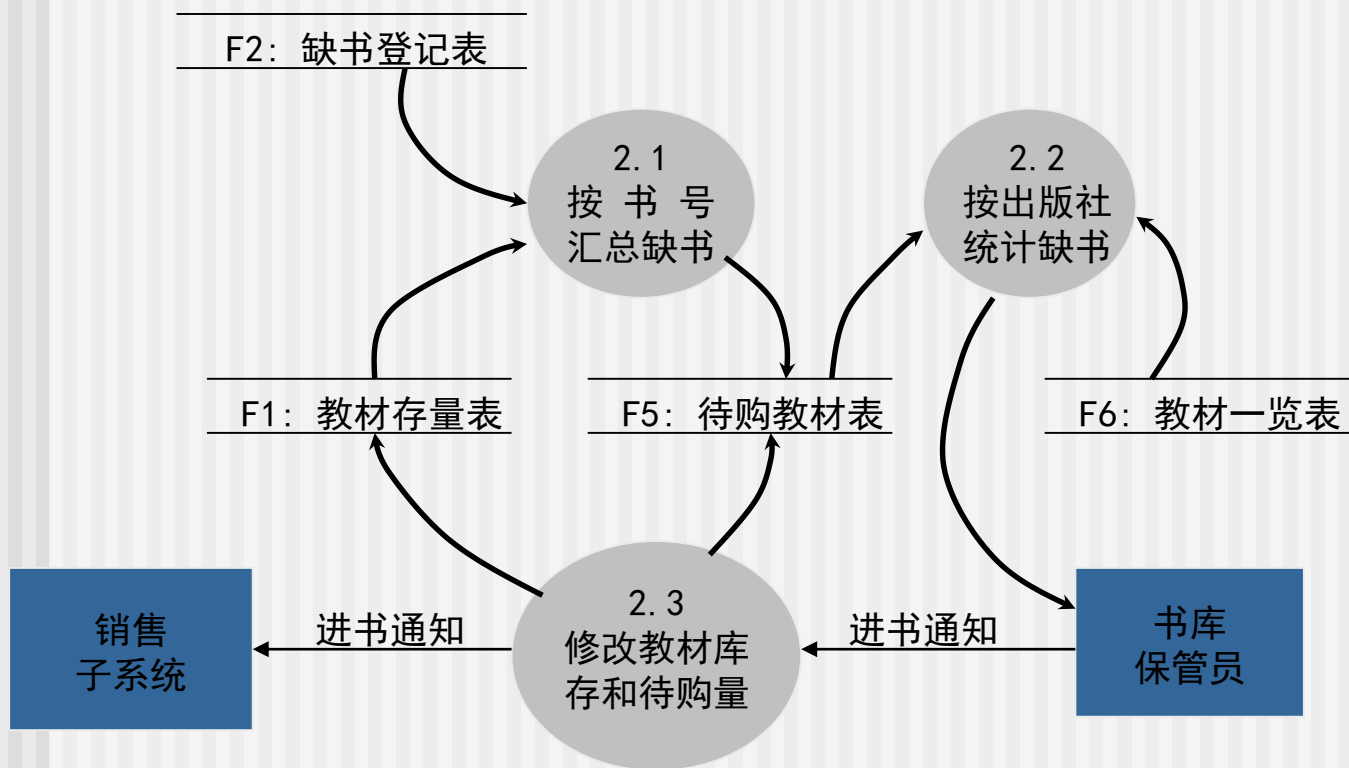 F2: 缺书登记表
2.1
按 书 号
汇总缺书
2.2
按出版社
统计缺书
F1: 教材存量表
F5: 待购教材表
F6: 教材一览表
销售
子系统
进书通知
2.3
修改教材库
存和待购量
进书通知
书库
保管员